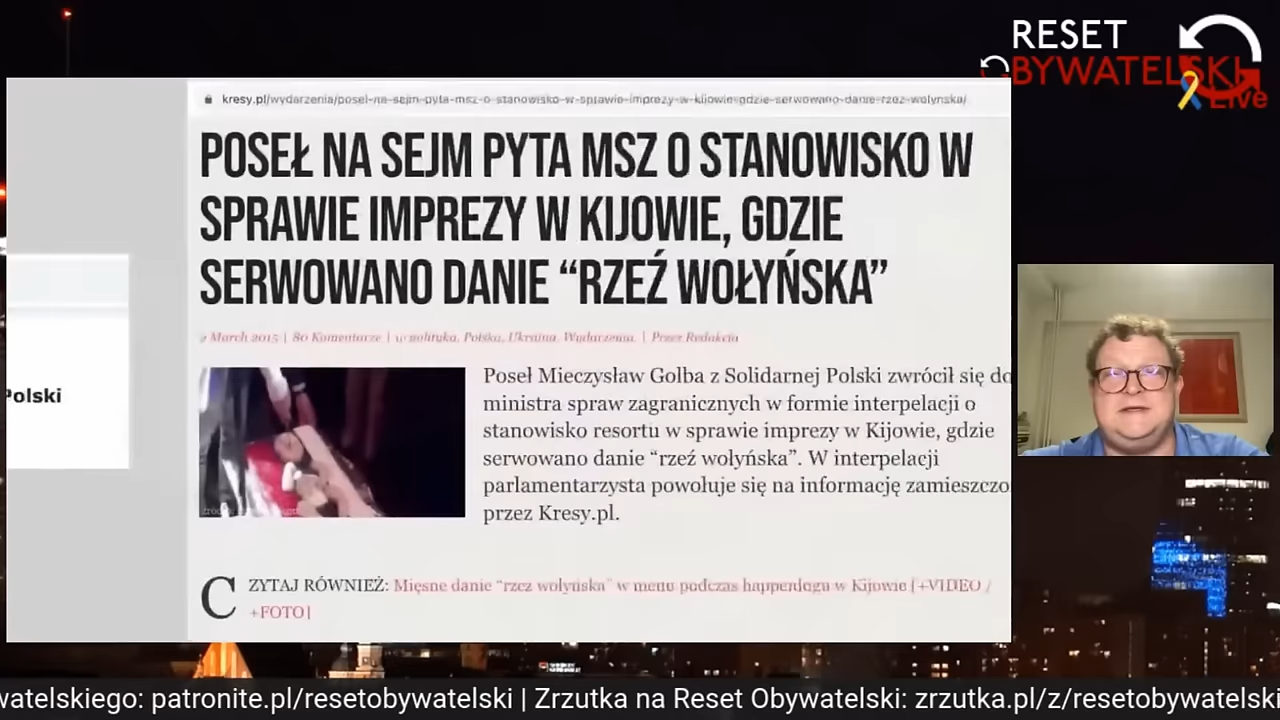 RESET
OBYWATELSKI
Live
kresy.pl/wydarzenia/posel-na-sejm-pyta-msz-o-stanowisko-w-sprawie-imprezy-w-kijowie-gdzie-serwowano-danie-rzez-wolynska/
POSEŁ NA SEJM PYTA MSZ O STANOWISKO W
SPRAWIE IMPREZY W KIJOWIE, GDZIE
SERWOWANO DANIE “RZEŹ WOŁYŃSKA”
2 March 2015 | 80 Komentarze | w polityka, Polska, Ukraina, Wydarzenia. | Przez Redakcja
Polski
Poseł Mieczysław Golba z Solidarnej Polski zwrócił się do
ministra spraw zagranicznych w formie interpelacji o
stanowisko resortu w sprawie imprezy w Kijowie, gdzie
serwowano danie “rzeź wołyńska”. W interpelacji
parlamentarzysta powołuje się na informację zamieszczo
przez Kresy.pl.
CZYTAJ RÓWNIEŻ: Mięsne danie “rzeź wołyńska” w menu podczas happeningu w Kijowie [+VIDEO /
+FOTO]
watelskiego: patronite.pl/resetobywatelski | Zrzutka na Reset Obywatelski: zrzutka.pl/z/resetobywatelski